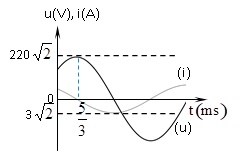 u(V), i(A)
220√2
(i)
0
t(ms)
3√2
5/3
(u)